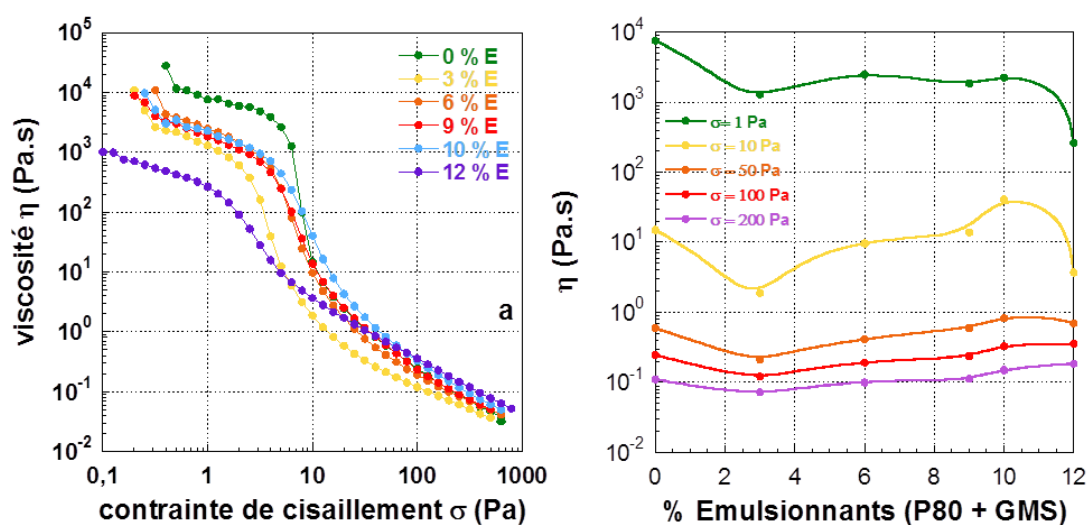 viscosité η (Pa.s)
10^5
10^4
10^3
10^2
10^1
10^0
10^-1
10^-2
0 % E
3 % E
6 % E
9 % E
10 % E
12 % E
a
0,1 1 10 100 1000
contrainte de cisaillement σ (Pa)
η (Pa.s)
10^4
10^3
10^2
10^1
10^0
10^-1
10^-2
σ= 1 Pa
σ= 10 Pa
σ= 50 Pa
σ= 100 Pa
σ= 200 Pa
0 2 4 6 8 10 12
% Emulsionnants (P80 + GMS)